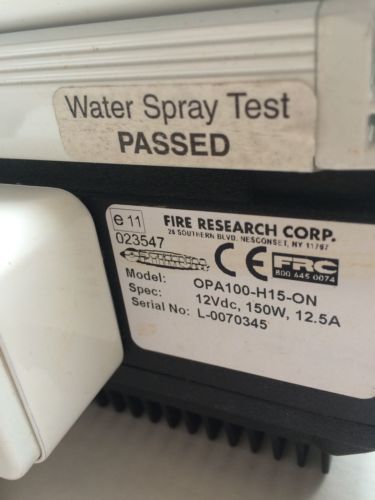 Water Spray Test
PASSED
e 11
023547
FIRE RESEARCH CORP.
26 SOUTHERN BLVD. NESCONSET, NY 11767
CE
FRC
800 645 0074
Model: OPA100-H15-ON
Spec: 12Vdc, 150W, 12.5A
Serial No: L-0070345